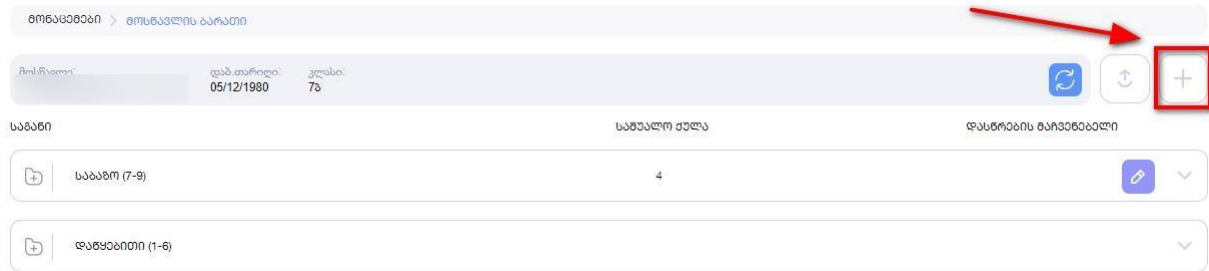 მონაცემები > მოსწავლის ბარათი
მოსწავლე: დაბ.თარიღი: კლასი:
05/12/1980 7ბ
საგანი საშუალო ქულა დასწრების მაჩვენებელი
საბაზო (7-9) 4
დაწყებითი (1-6)